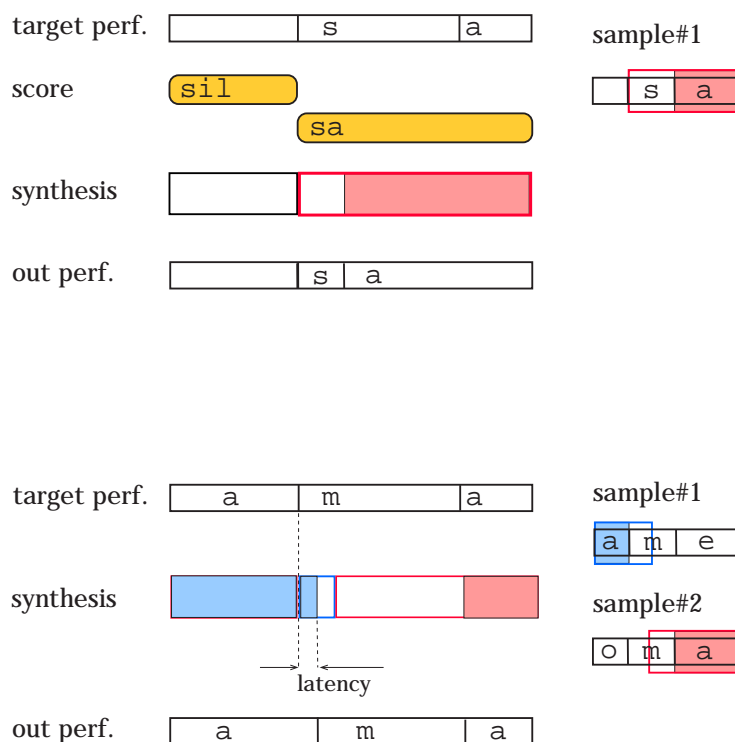 target perf. s a
sample#1
score sil
s a
sa
synthesis
out perf. s a
target perf. a m a
sample#1
a m e
synthesis
sample#2
o m a
latency
out perf. a m a